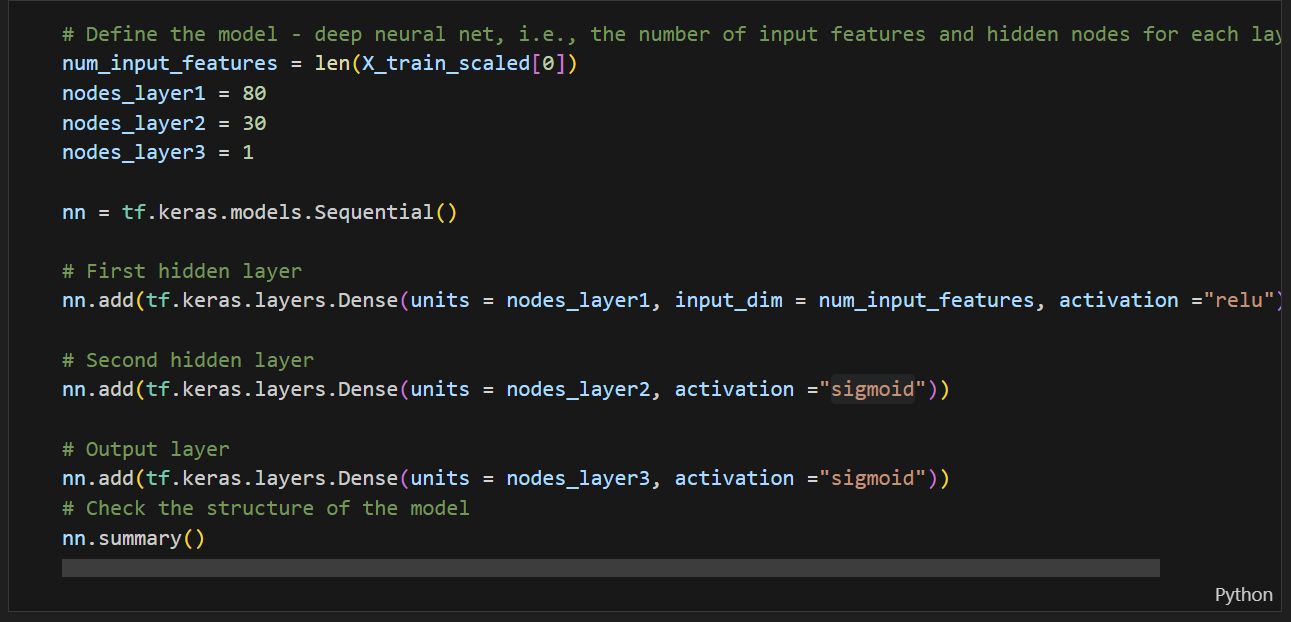 # Define the model - deep neural net, i.e., the number of input features and hidden nodes for each
num_input_features = len(X_train_scaled[0])
nodes_layer1 = 80
nodes_layer2 = 30
nodes_layer3 = 1
nn = tf.keras.models.Sequential()
# First hidden layer
nn.add(tf.keras.layers.Dense(units = nodes_layer1, input_dim = num_input_features, activation ="relu")
# Second hidden layer
nn.add(tf.keras.layers.Dense(units = nodes_layer2, activation ="sigmoid"))
# Output layer
nn.add(tf.keras.layers.Dense(units = nodes_layer3, activation ="sigmoid"))
# Check the structure of the model
nn.summary()
Python